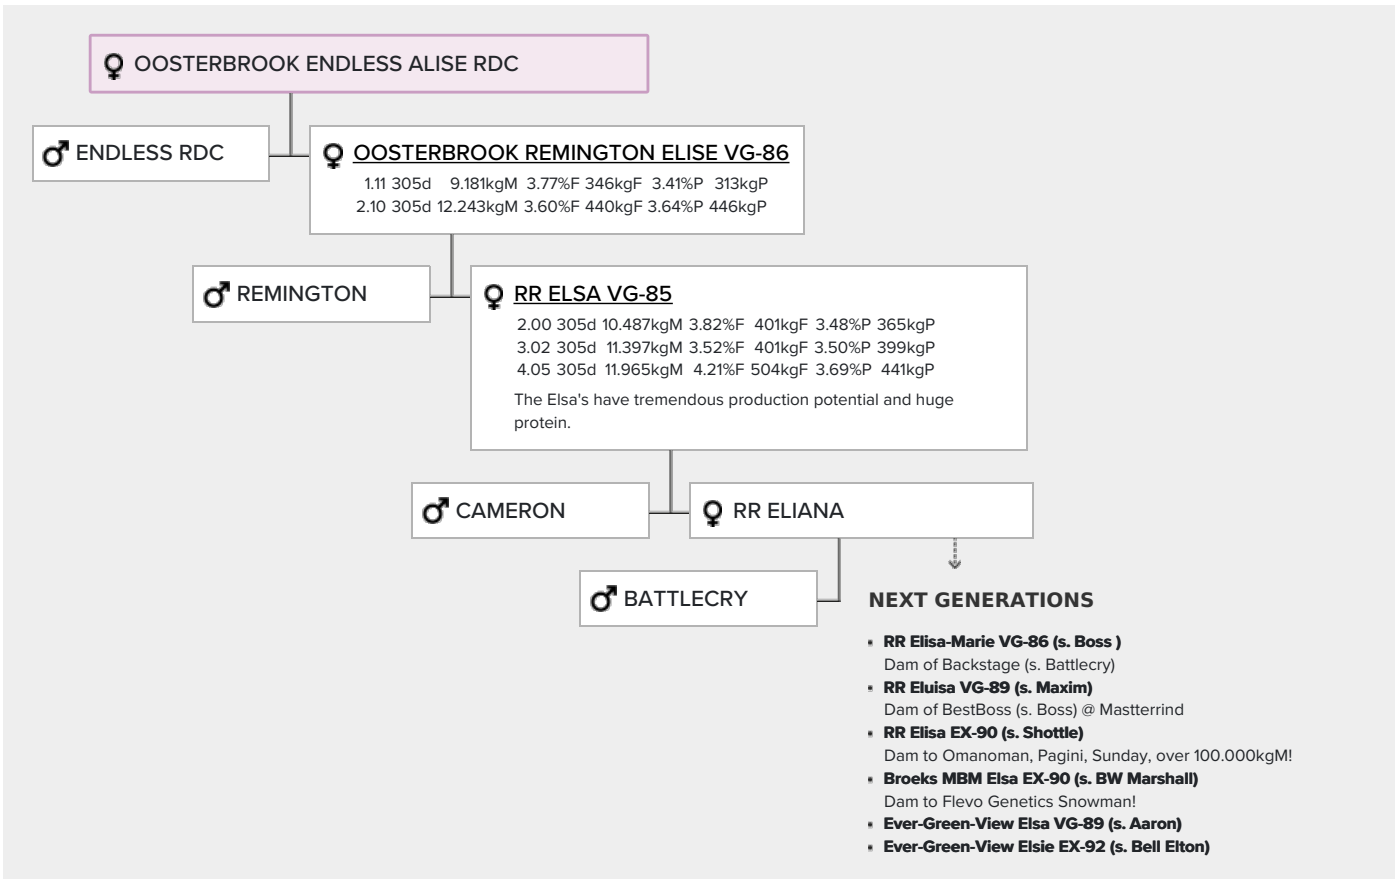 OOSTERBROOK ENDLESS ALISE RDC
ENDLESS RDC
OOSTERBROOK REMINGTON ELISE VG-86
1.11 305d 9.181kgM 3.77%F 346kgF 3.41%P 313kgP
2.10 305d 12.243kgM 3.60%F 440kgF 3.64%P 446kgP
REMINGTON
RR ELSA VG-85
2.00 305d 10.487kgM 3.82%F 401kgF 3.48%P 365kgP
3.02 305d 11.397kgM 3.52%F 401kgF 3.50%P 399kgP
4.05 305d 11.965kgM 4.21%F 504kgF 3.69%P 441kgP
The Elsa's have tremendous production potential and huge
protein.
CAMERON
RR ELIANA
BATTLECRY
NEXT GENERATIONS
RR Elisa-Marie VG-86 (s. Boss )
Dam of Backstage (s. Battlecry)
RR Eluisa VG-89 (s. Maxim)
Dam of BestBoss (s. Boss) @ Mastterrind
RR Elisa EX-90 (s. Shottle)
Dam to Omanoman, Pagini, Sunday, over 100.000kgM!
Broeks MBM Elsa EX-90 (s. BW Marshall)
Dam to Flevo Genetics Snowman!
Ever-Green-View Elsa VG-89 (s. Aaron)
Ever-Green-View Elsie EX-92 (s. Bell Elton)